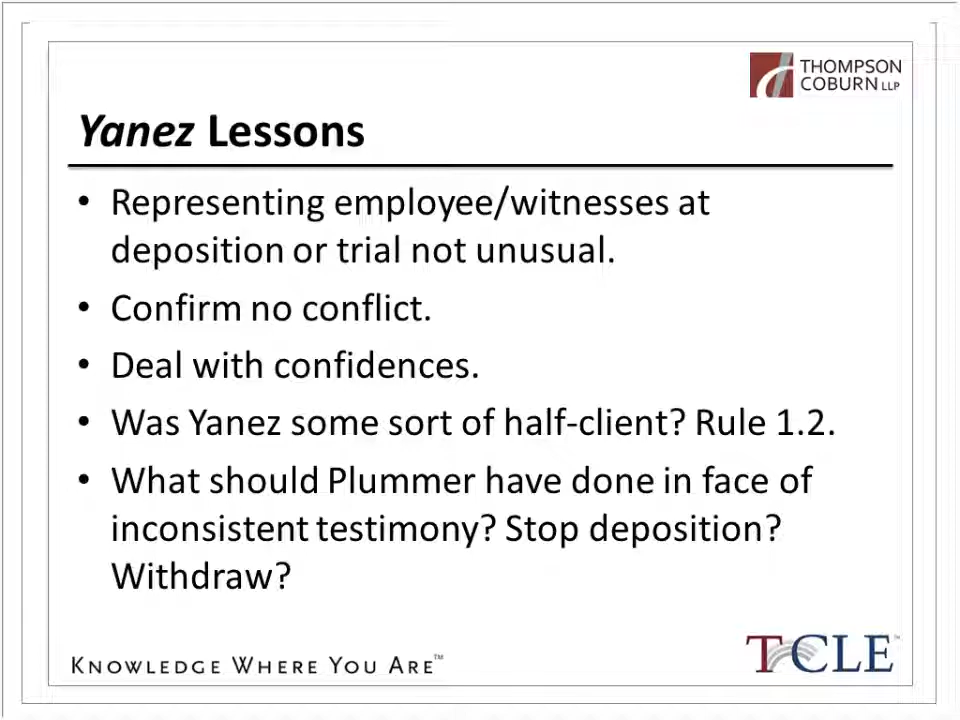 THOMPSON
COBURN LLP
Yanez Lessons
• Representing employee/witnesses at
deposition or trial not unusual.
• Confirm no conflict.
• Deal with confidences.
• Was Yanez some sort of half-client? Rule 1.2.
• What should Plummer have done in face of
inconsistent testimony? Stop deposition?
Withdraw?
KNOWLEDGE WHERE YOU ARE™
TCLE™